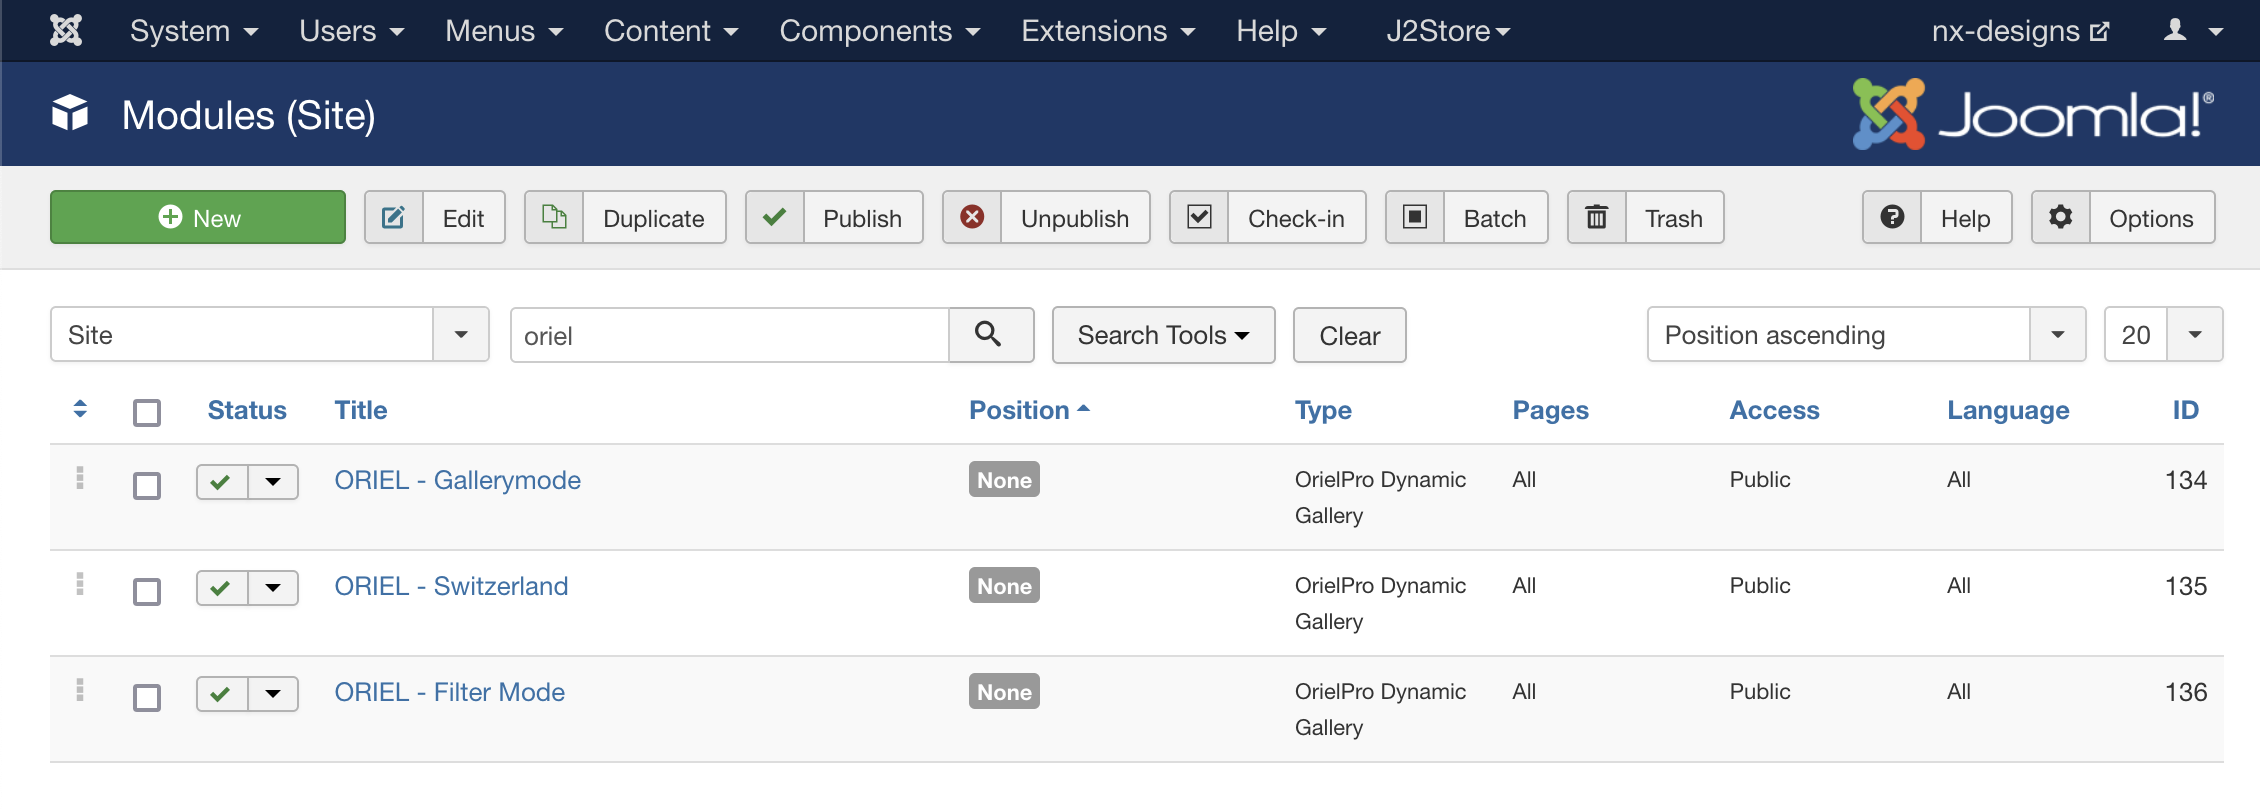 System Users Menus Content Components Extensions Help J2Store nx-designs
Modules (Site) Joomla!®
New Edit Duplicate Publish Unpublish Check-in Batch Trash Help Options
Site oriel Search Tools Clear Position ascending 20
Status Title Position Type Pages Access Language ID
ORIEL - Gallerymode None OrielPro Dynamic All Public All 134
Gallery
ORIEL - Switzerland None OrielPro Dynamic All Public All 135
Gallery
ORIEL - Filter Mode None OrielPro Dynamic All Public All 136
Gallery